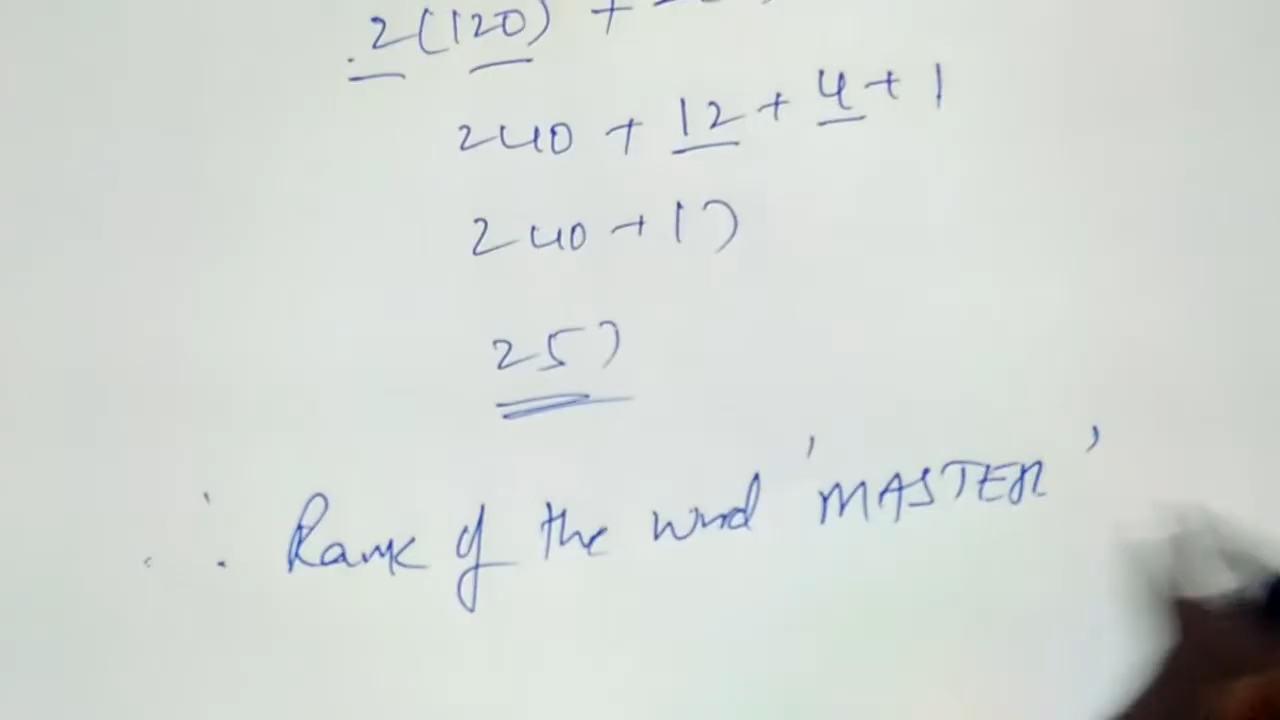 2(120) +
240 + 12 + 4 + 1
240 + 17
257
∴ Rank of the word 'MASTER'